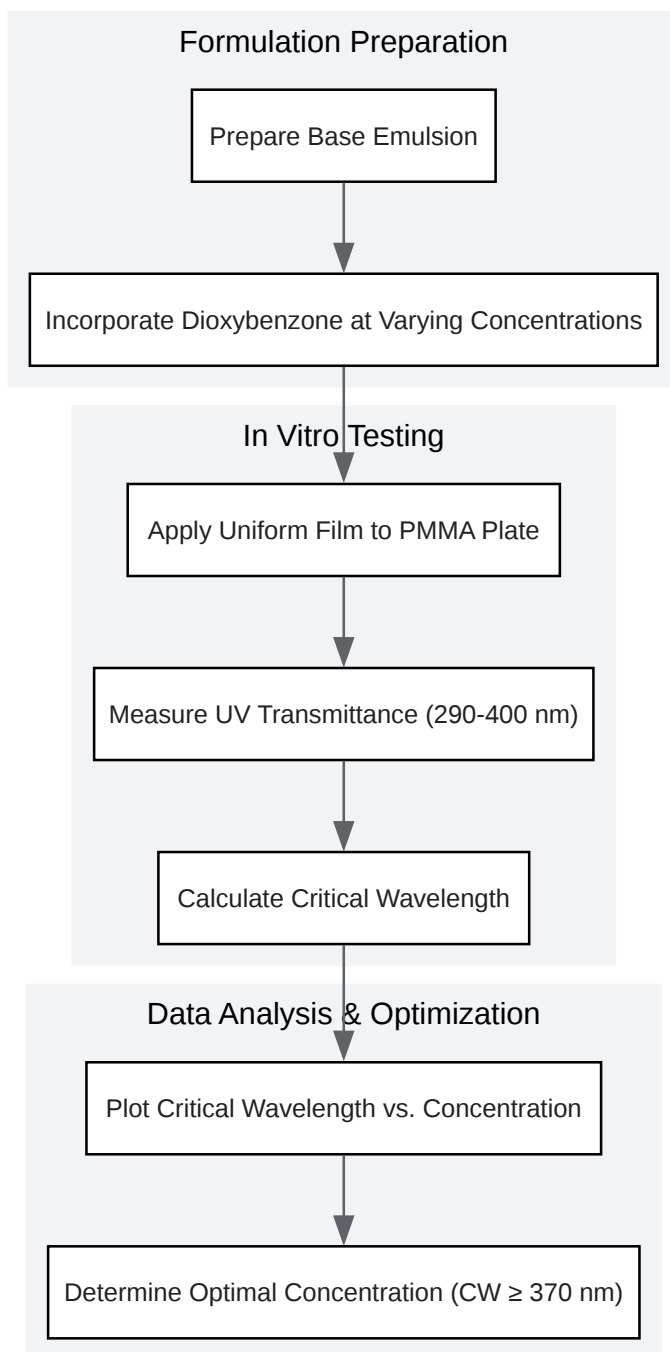 Formulation Preparation
Prepare Base Emulsion
Incorporate Dioxybenzone at Varying Concentrations
In Vitro Testing
Apply Uniform Film to PMMA Plate
Measure UV Transmittance (290-400 nm)
Calculate Critical Wavelength
Data Analysis & Optimization
Plot Critical Wavelength vs. Concentration
Determine Optimal Concentration (CW ≥ 370 nm)